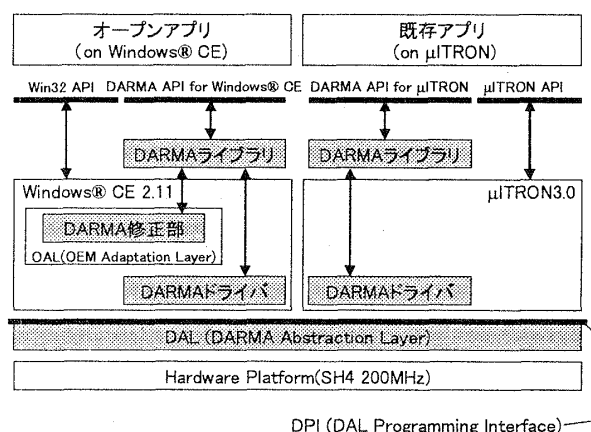 オープンアプリ
(on Windows® CE)
既存アプリ
(on μITRON)
Win32 API
DARMA API for Windows® CE
DARMA API for μITRON
μITRON API
DARMAライブラリ
DARMAライブラリ
Windows® CE 2.11
μITRON3.0
DARMA修正部
OAL(OEM Adaptation Layer)
DARMAドライバ
DARMAドライバ
DAL (DARMA Abstraction Layer)
Hardware Platform(SH4 200MHz)
DPI (DAL Programming Interface)